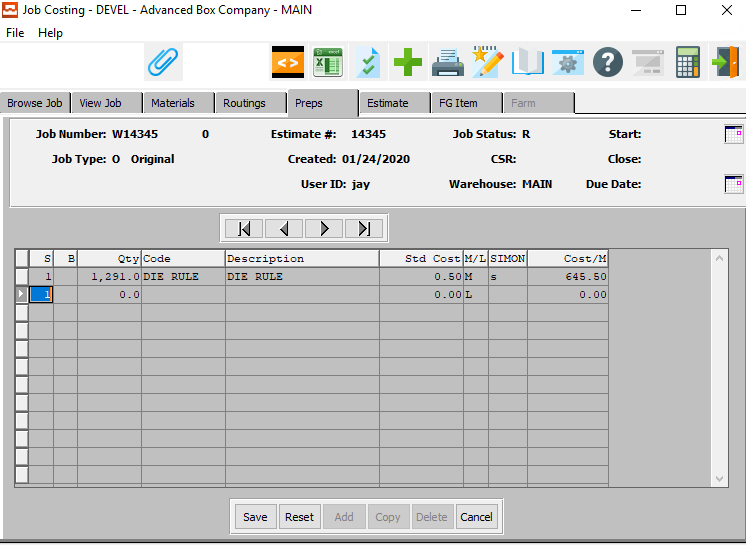 Job Costing - DEVEL - Advanced Box Company - MAIN
File Help
<> excel ?
Browse Job View Job Materials Routings Preps Estimate FG Item Farm
Job Number: W14345 0 Estimate #: 14345 Job Status: R Start:
Job Type: O Original Created: 01/24/2020 CSR: Close:
User ID: jay Warehouse: MAIN Due Date:
S B Qty Code Description Std Cost M/L SIMON Cost/M
1 1,291.0 DIE RULE DIE RULE 0.50 M s 645.50
1 0.0 0.00 L 0.00
Save Reset Add Copy Delete Cancel